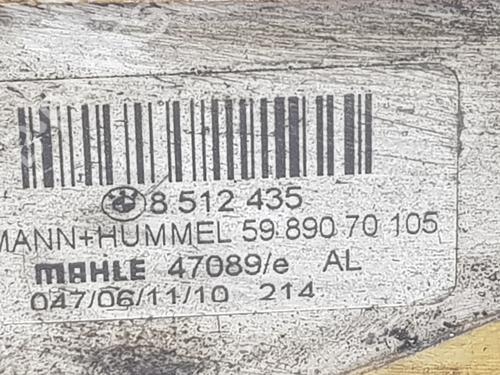 8 512 435
MANN+HUMMEL 59 890 70 105
MAHLE 47089/e AL
047/06/11/10 214